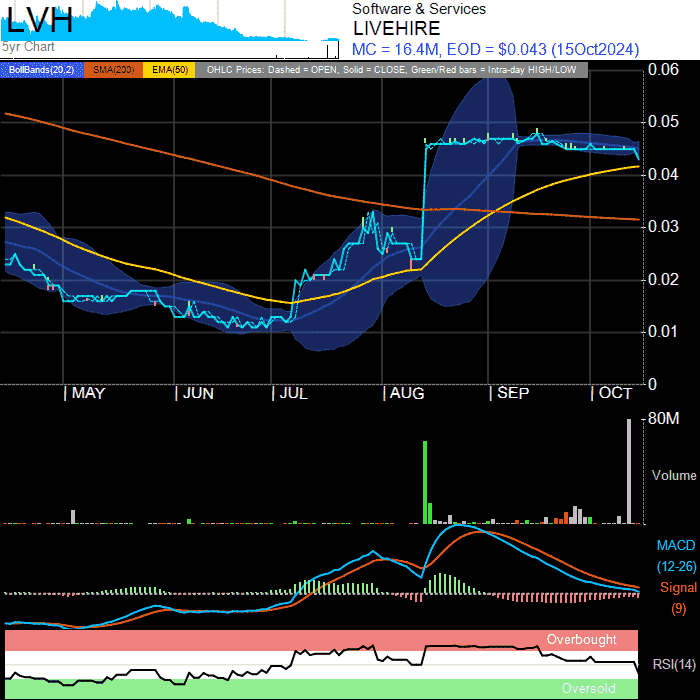 LVH
5yr Chart
Software & Services
LIVEHIRE
MC = 16.4M, EOD = $0.043 (15Oct2024)
BollBands(20,2) SMA(200) EMA(50) OHLC Prices: Dashed = OPEN, Solid = CLOSE, Green/Red bars = Intra-day HIGH/LOW
0.06
0.05
0.04
0.03
0.02
0.01
0
| MAY | JUN | JUL | AUG | SEP | OCT
80M
Volume
MACD
(12-26)
Signal
(9)
Overbought
RSI(14)
Oversold